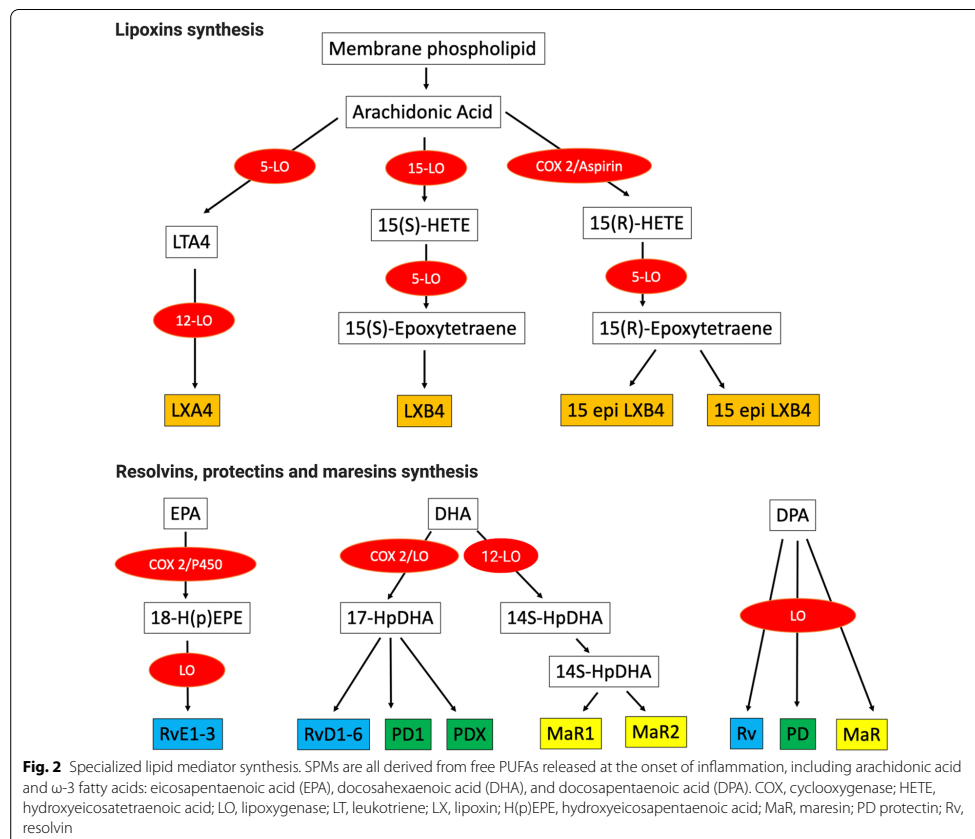 Lipoxins synthesis
Membrane phospholipid
Arachidonic Acid
5-LO
15-LO
COX 2/Aspirin
15(S)-HETE
15(R)-HETE
LTA4
5-LO
5-LO
12-LO
15(S)-Epoxytetraene
15(R)-Epoxytetraene
LXA4
LXB4
15 epi LXB4
15 epi LXB4
Resolvins, protectins and maresins synthesis
EPA
DHA
DPA
COX 2/P450
COX 2/LO
12-LO
18-H(p)EPE
17-HpDHA
14S-HpDHA
LO
LO
14S-HpDHA
RvE1-3
RvD1-6
PD1
PDX
MaR1
MaR2
Rv
PD
MaR
Fig. 2 Specialized lipid mediator synthesis. SPMs are all derived from free PUFAs released at the onset of inflammation, including arachidonic acid
and ω-3 fatty acids: eicosapentaenoic acid (EPA), docosahexaenoic acid (DHA), and docosapentaenoic acid (DPA). COX, cyclooxygenase; HETE,
hydroxyeicosatetraenoic acid; LO, lipoxygenase; LT, leukotriene; LX, lipoxin; H(p)EPE, hydroxyeicosapentaenoic acid; MaR, maresin; PD protectin; Rv,
resolvin